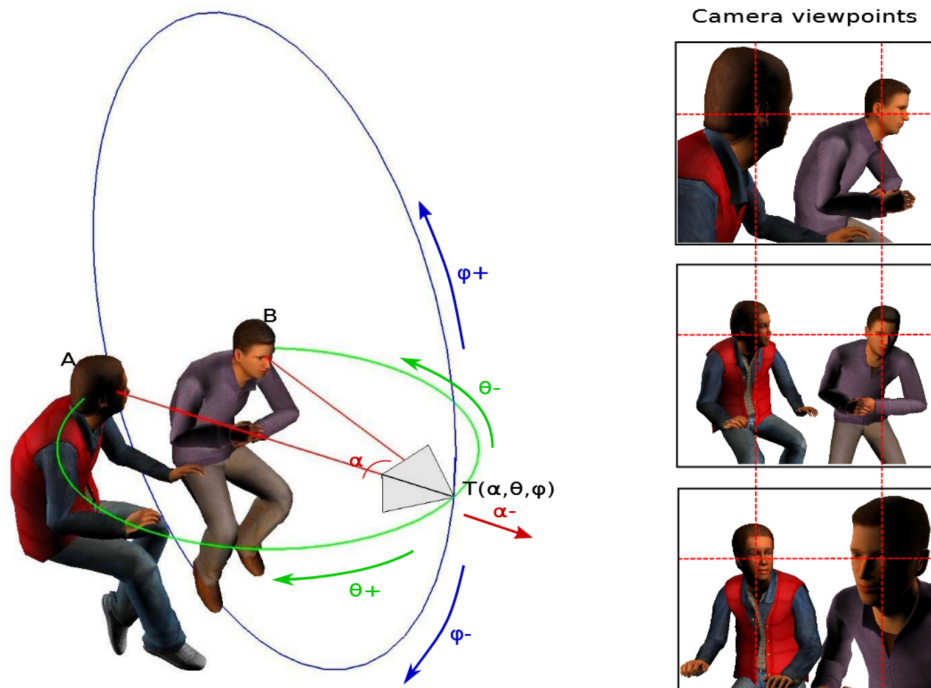 Camera viewpoints
φ+
B
A
θ-
α
T(α,θ,φ)
α-
θ+
φ-